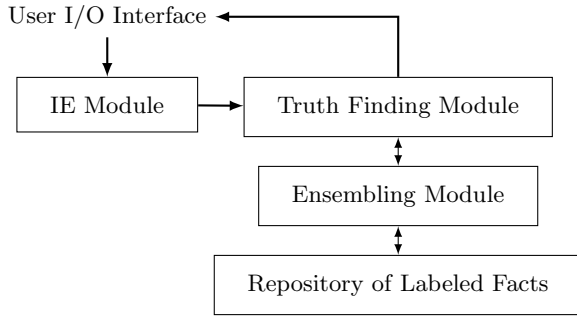 User I/O Interface
IE Module
Truth Finding Module
Ensembling Module
Repository of Labeled Facts